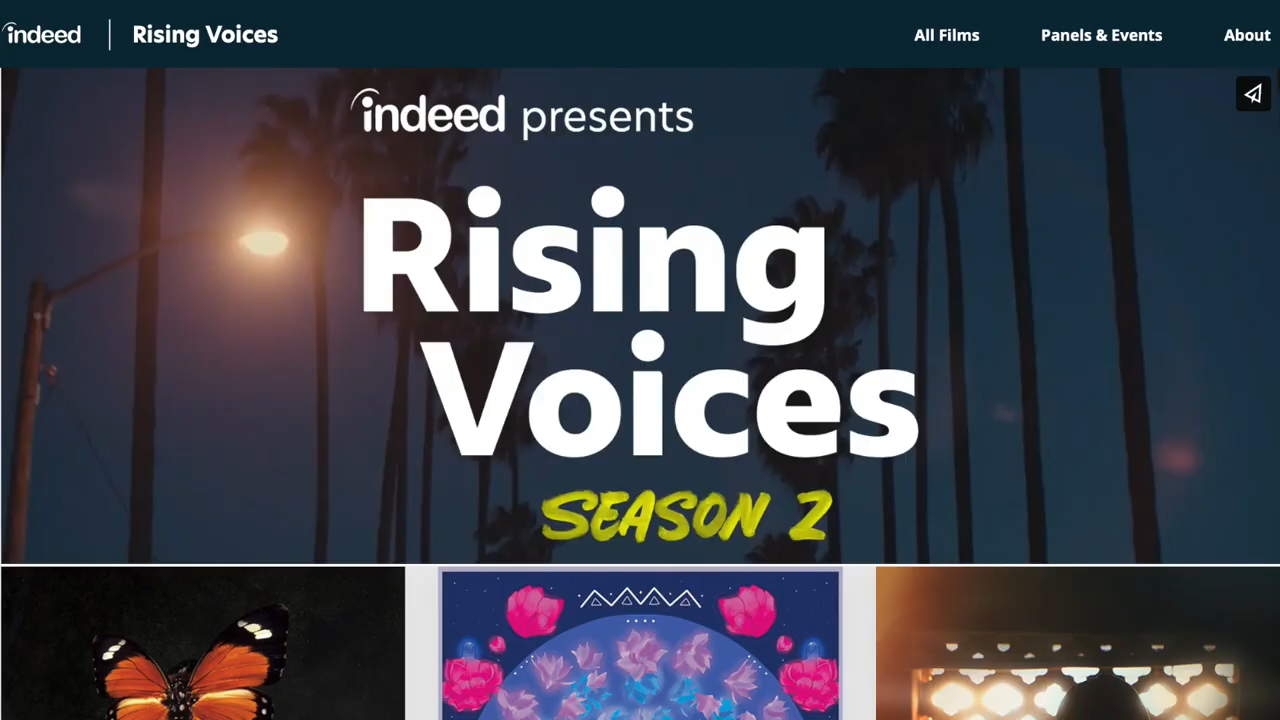 indeed | Rising Voices
All Films
Panels & Events
About
indeed presents
Rising
Voices
SEASON 2